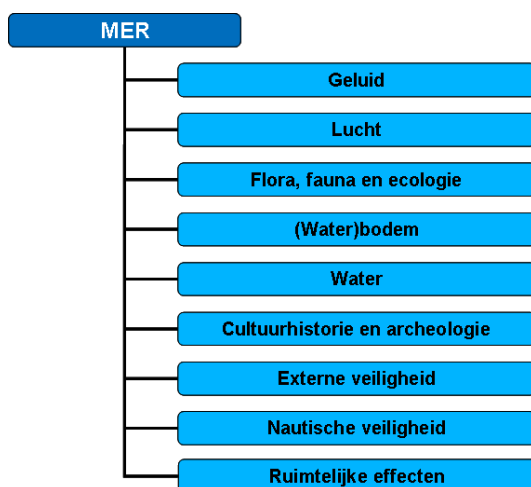 MER
Geluid
Lucht
Flora, fauna en ecologie
(Water)bodem
Water
Cultuurhistorie en archeologie
Externe veiligheid
Nautische veiligheid
Ruimtelijke effecten